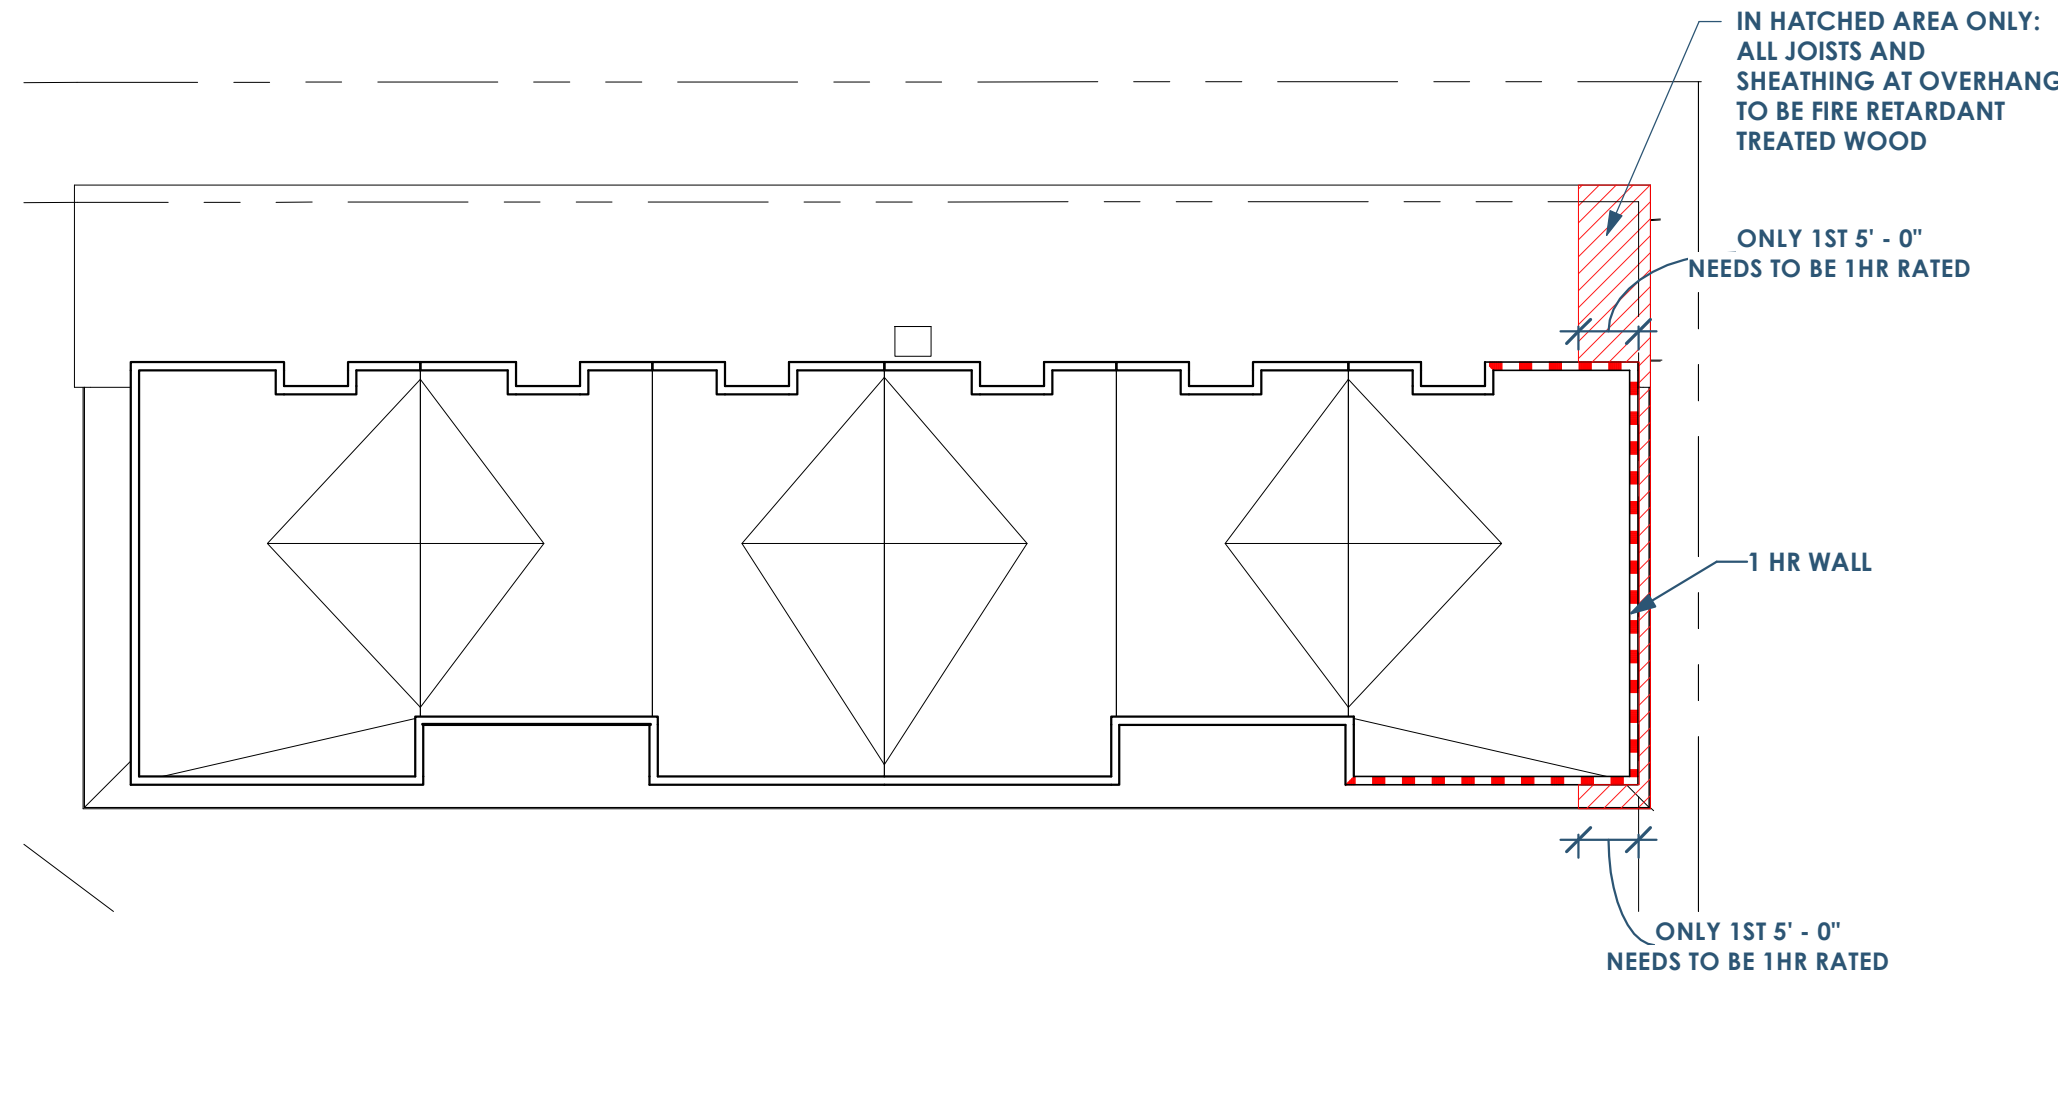 IN HATCHED AREA ONLY:
ALL JOISTS AND
SHEATHING AT OVERHANG
TO BE FIRE RETARDANT
TREATED WOOD
ONLY 1ST 5' - 0"
NEEDS TO BE 1HR RATED
1 HR WALL
ONLY 1ST 5' - 0"
NEEDS TO BE 1HR RATED